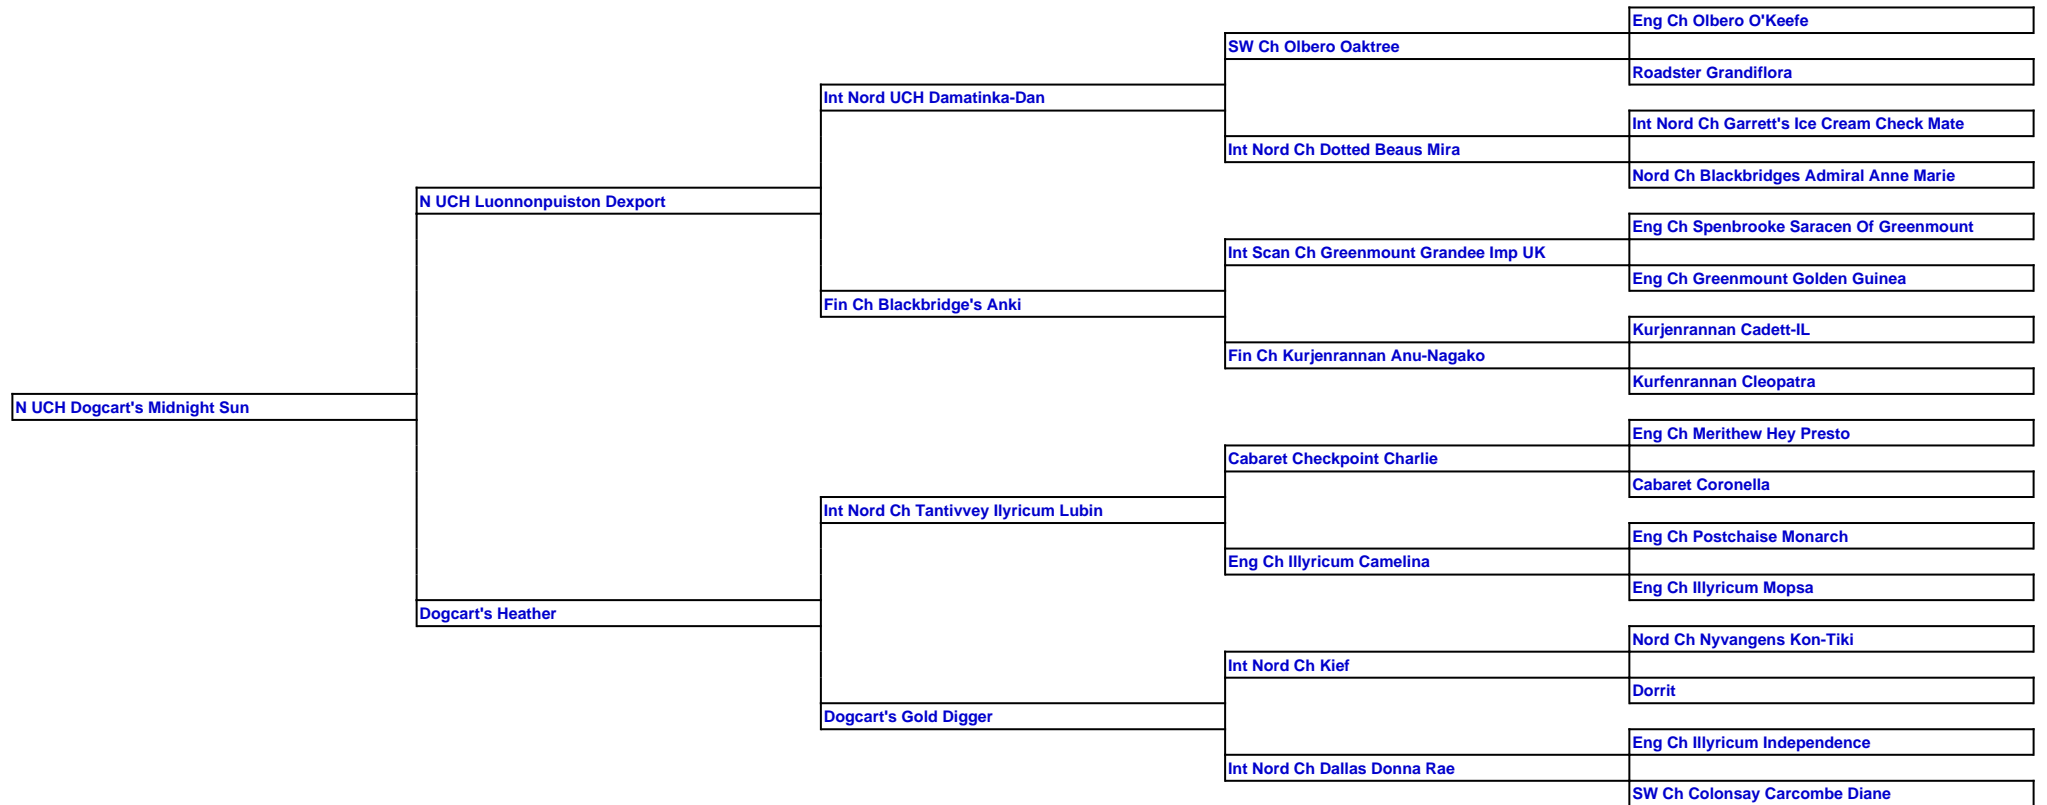 Eng Ch Olbero O'Keefe
SW Ch Olbero Oaktree
Roadster Grandiflora
Int Nord UCH Damatinka-Dan
Int Nord Ch Garrett's Ice Cream Check Mate
Int Nord Ch Dotted Beaus Mira
Nord Ch Blackbridges Admiral Anne Marie
N UCH Luonnonpuiston Dexport
Eng Ch Spenbrooke Saracen Of Greenmount
Int Scan Ch Greenmount Grandee Imp UK
Eng Ch Greenmount Golden Guinea
Fin Ch Blackbridge's Anki
Kurjenrannan Cadett-IL
Fin Ch Kurjenrannan Anu-Nagako
Kurfenrannan Cleopatra
N UCH Dogcart's Midnight Sun
Eng Ch Merithew Hey Presto
Cabaret Checkpoint Charlie
Cabaret Coronella
Int Nord Ch Tantivvey Ilyricum Lubin
Eng Ch Postchaise Monarch
Eng Ch Illyricum Camelina
Eng Ch Illyricum Mopsa
Dogcart's Heather
Nord Ch Nyvangens Kon-Tiki
Int Nord Ch Kief
Dorrit
Dogcart's Gold Digger
Eng Ch Illyricum Independence
Int Nord Ch Dallas Donna Rae
SW Ch Colonsay Carcombe Diane